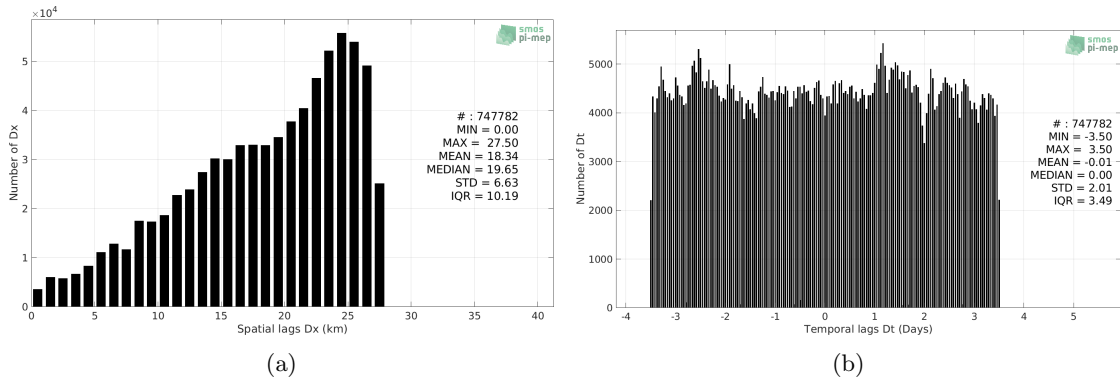 ×10⁴
smos
pi-mep
5
4
3
2
1
0
Number of Dx
# : 747782
MIN = 0.00
MAX = 27.50
MEAN = 18.34
MEDIAN = 19.65
STD = 6.63
IQR = 10.19
0 5 10 15 20 25 30 35 40
Spatial lags Dx (km)
(a)
smos
pi-mep
5000
4000
3000
2000
1000
0
Number of Dt
# : 747782
MIN = -3.50
MAX = 3.50
MEAN = -0.01
MEDIAN = 0.00
STD = 2.01
IQR = 3.49
-4 -3 -2 -1 0 1 2 3 4 5
Temporal lags Dt (Days)
(b)